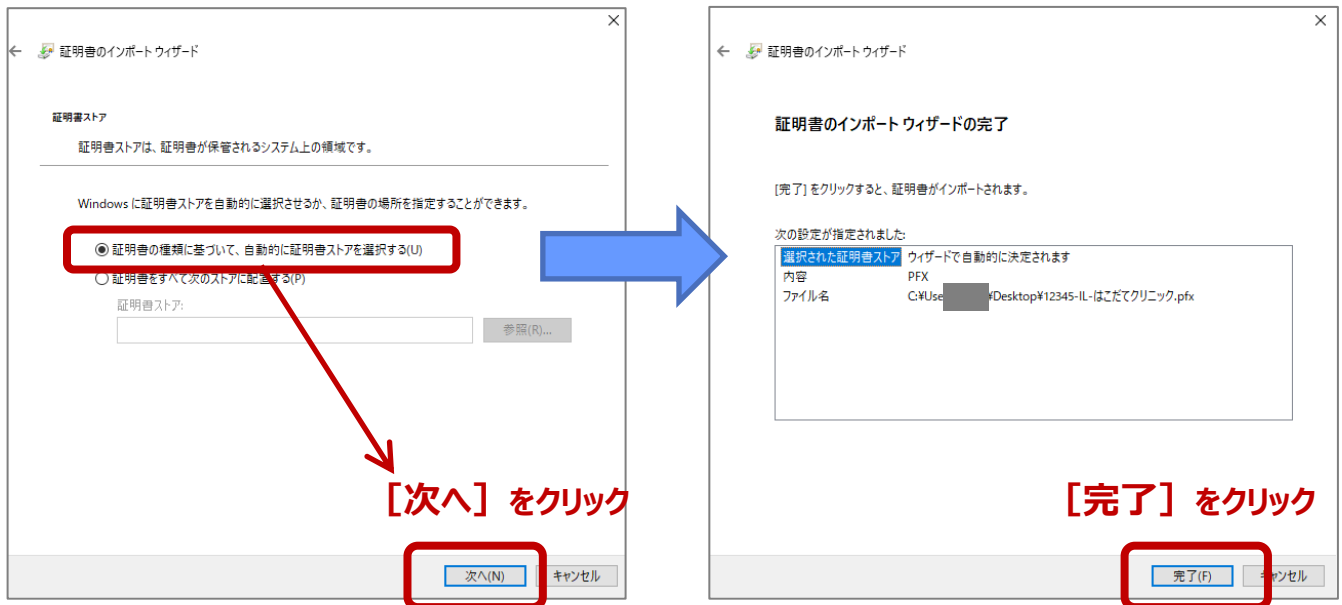 証明書のインポート ウィザード
証明書ストア
証明書ストアは、証明書が保管されるシステム上の領域です。
Windows に証明書ストアを自動的に選択させるか、証明書の場所を指定することができます。
証明書の種類に基づいて、自動的に証明書ストアを選択する(U)
証明書をすべて次のストアに配置する(P)
証明書ストア:
参照(R)...
［次へ］をクリック
次へ(N)
キャンセル
証明書のインポート ウィザード
証明書のインポート ウィザードの完了
[完了] をクリックすると、証明書がインポートされます。
次の設定が指定されました:
選択された証明書ストア ウィザードで自動的に決定されます
内容 PFX
ファイル名 C:¥Use ¥Desktop¥12345-IL-はこだてクリニック.pfx
［完了］をクリック
完了(F)
キャンセル